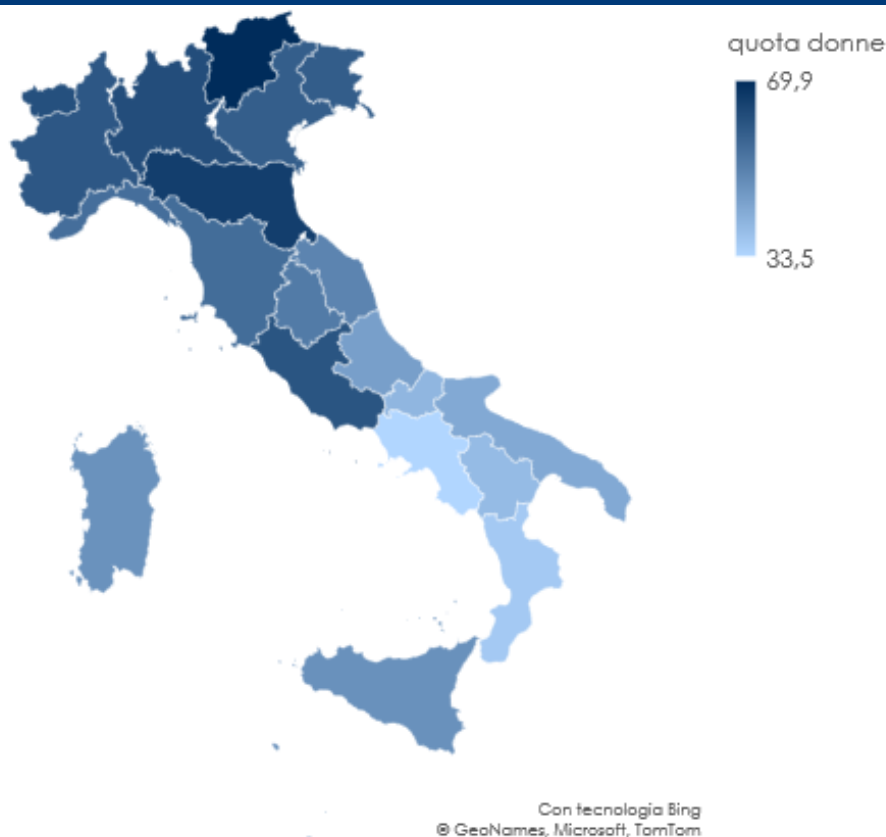 quota donne
69,9
33,5
Con tecnologia Bing
© GeoNames, Microsoft, TomTom